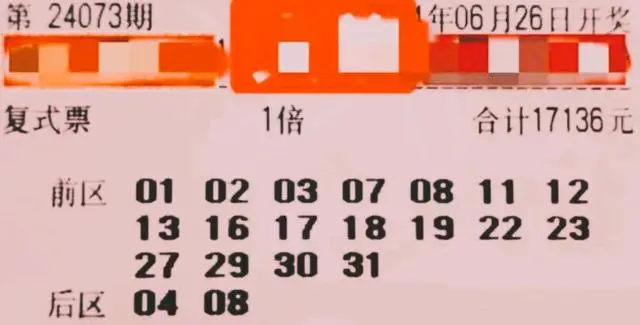 第 24073期 年06月26日开奖
复式票 1倍 合计17136元
前区 01 02 03 07 08 11 12
13 16 17 18 19 22 23
27 29 30 31
后区 04 08